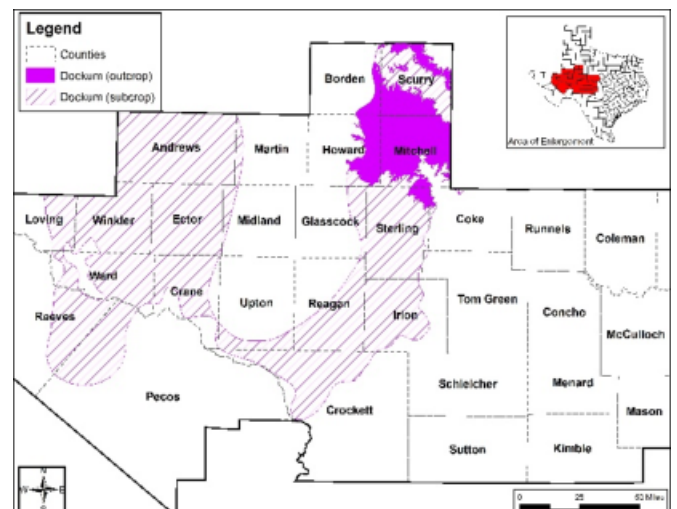 Legend
Counties
Dockum (outcrop)
Dockum (subcrop)
Area of Enlargement
Borden
Scurry
Andrews
Martin
Howard
Mitchell
Loving
Winkler
Ector
Midland
Glasscock
Sterling
Coke
Runnels
Coleman
Ward
Crane
Upton
Reagan
Irion
Tom Green
Concho
McCulloch
Reeves
Pecos
Crockett
Schleicher
Menard
Mason
Sutton
Kimble
N
W
E
S
0 25 50 Miles